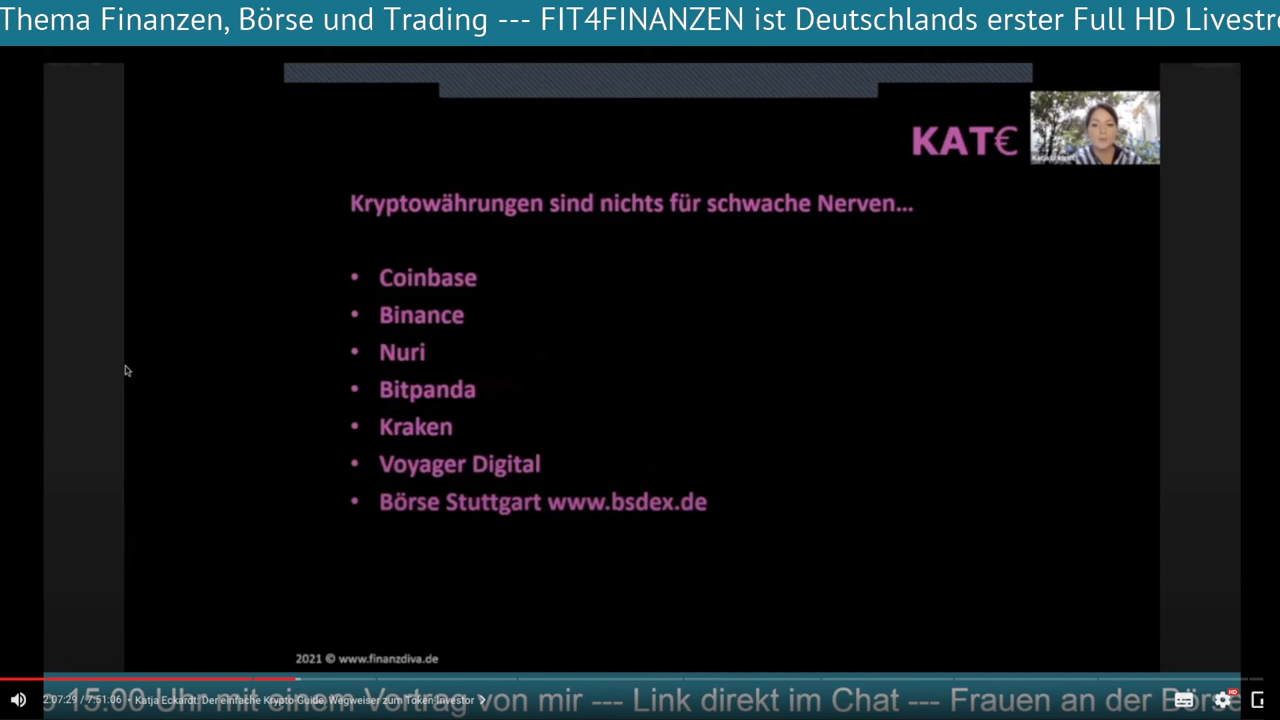 Thema Finanzen, Börse und Trading --- FIT4FINANZEN ist Deutschlands erster Full HD Livestre
KAT€
Kryptowährungen sind nichts für schwache Nerven...
• Coinbase
• Binance
• Nuri
• Bitpanda
• Kraken
• Voyager Digital
• Börse Stuttgart www.bsdex.de
2021 © www.finanzdiva.de
15:00 Uhr mit einem Vortrag von mir --- Link direkt im Chat --- Frauen an der Börse
2:07:29 / 7:51:06 • Katja Eckardt: Der einfache Krypto-Guide, Wegweiser zum Token-Investor >
HD